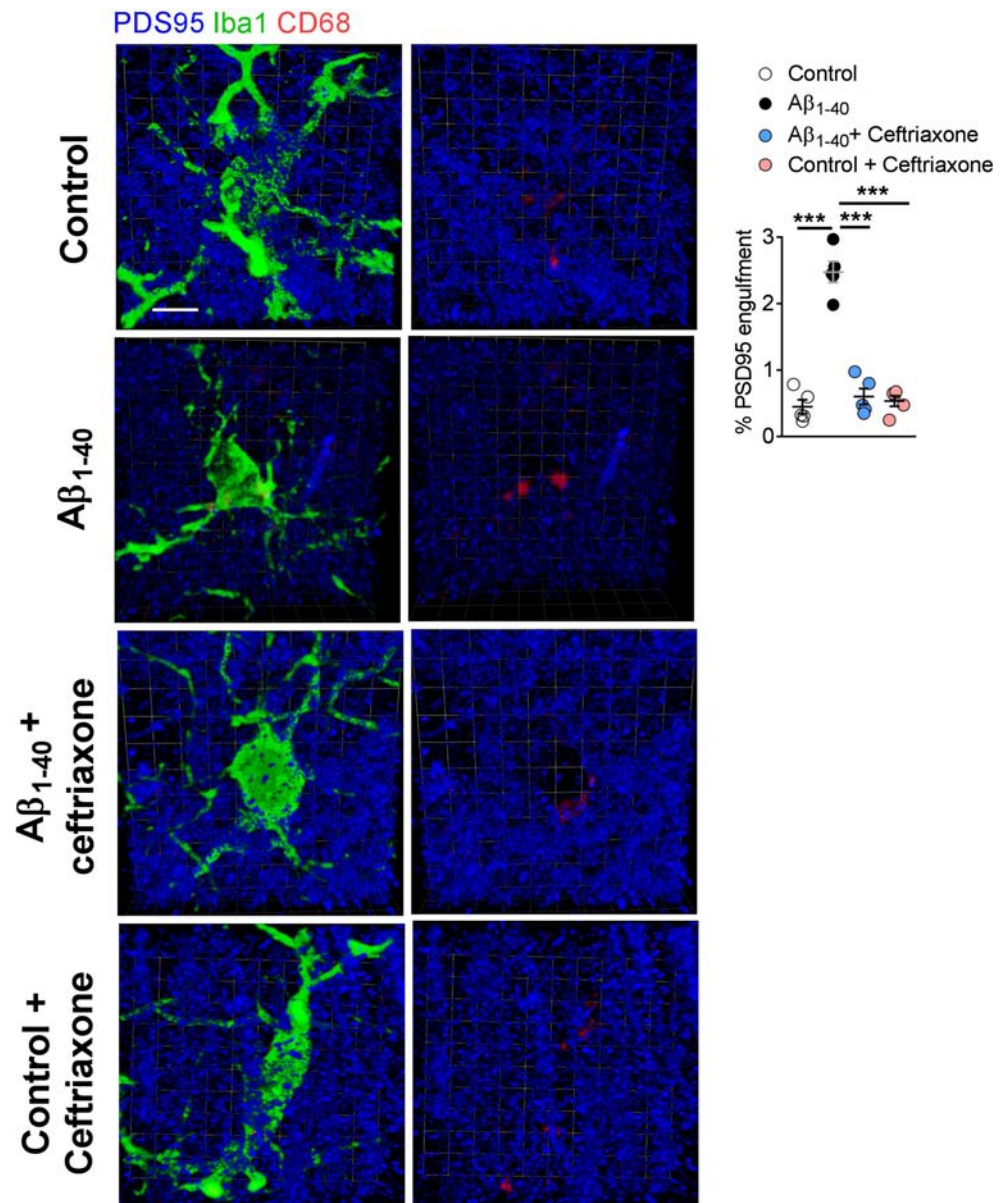 PDS95 Iba1 CD68
Control
Aβ1-40
Aβ1-40 +
ceftriaxone
Control +
Ceftriaxone
Control
Aβ1-40
Aβ1-40+ Ceftriaxone
Control + Ceftriaxone
***
*** ***
% PSD95 engulfment
3
2
1
0